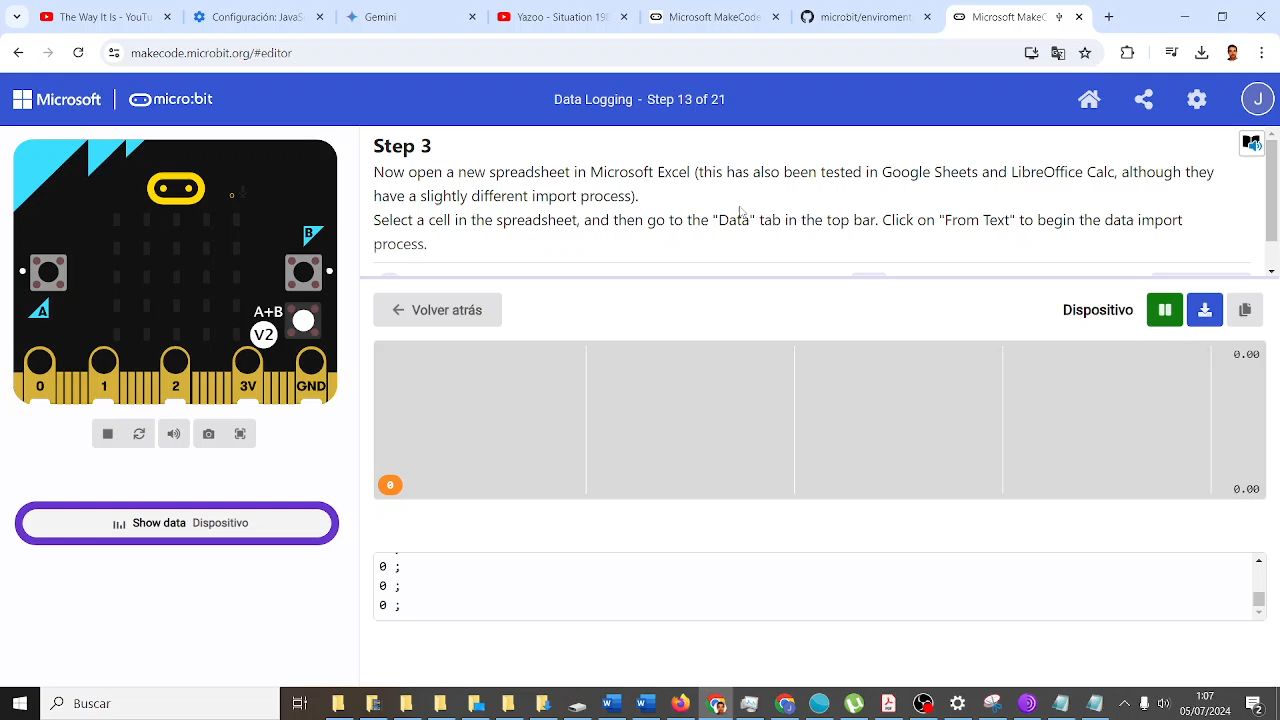 The Way It Is - YouT
Configuración: JavaS
Gemini
Yazoo - Situation 198
Microsoft MakeCode
microbit/enviroment
Microsoft MakeC
makecode.microbit.org/#editor
Microsoft
micro:bit
Data Logging - Step 13 of 21
J
Step 3
Now open a new spreadsheet in Microsoft Excel (this has also been tested in Google Sheets and LibreOffice Calc, although they
have a slightly different import process).
Select a cell in the spreadsheet, and then go to the "Data" tab in the top bar. Click on "From Text" to begin the data import
process.
B
A
A+B
V2
0
1
2
3V
GND
Volver atrás
Dispositivo
0.00
0
0.00
Show data Dispositivo
0 ;
0 ;
0 ;
Buscar
1:07
05/07/2024
2